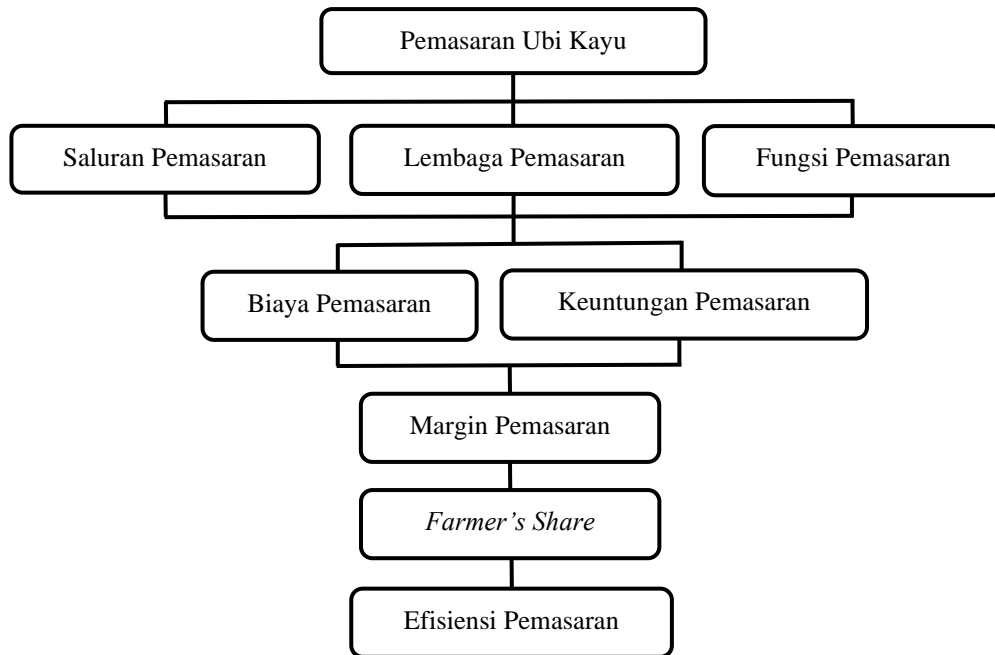 Pemasaran Ubi Kayu
Saluran Pemasaran
Lembaga Pemasaran
Fungsi Pemasaran
Biaya Pemasaran
Keuntungan Pemasaran
Margin Pemasaran
Farmer’s Share
Efisiensi Pemasaran